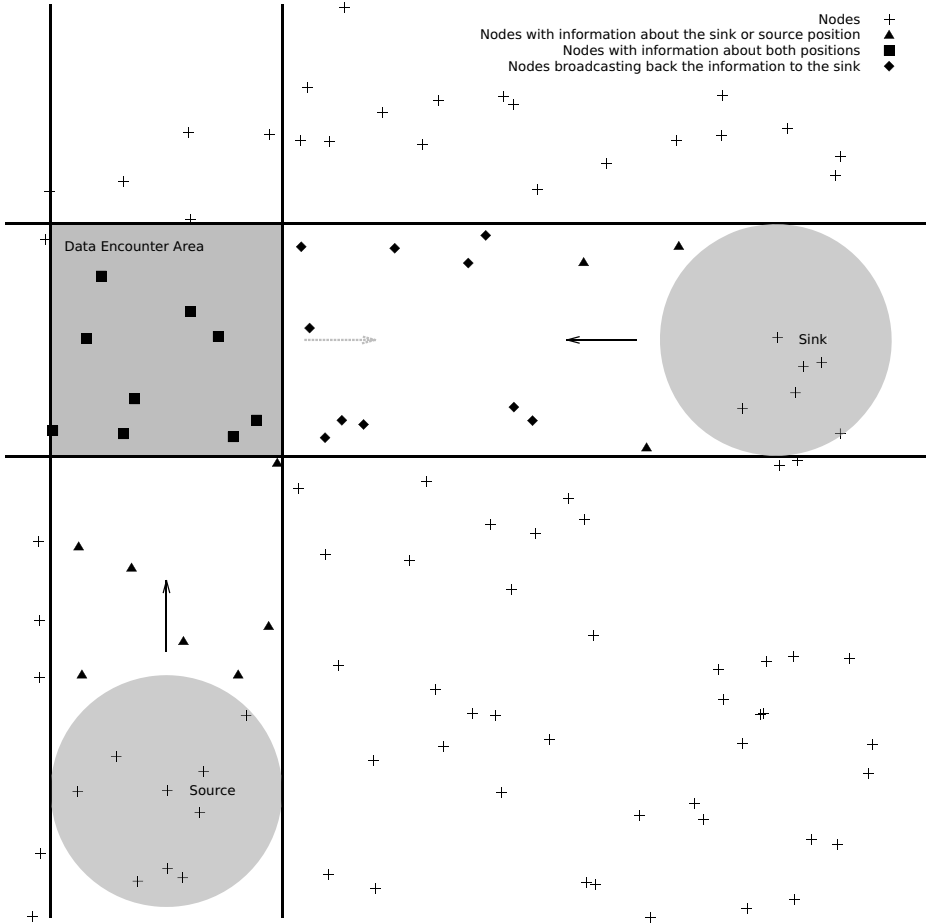 Nodes
Nodes with information about the sink or source position
Nodes with information about both positions
Nodes broadcasting back the information to the sink
Data Encounter Area
Sink
Source